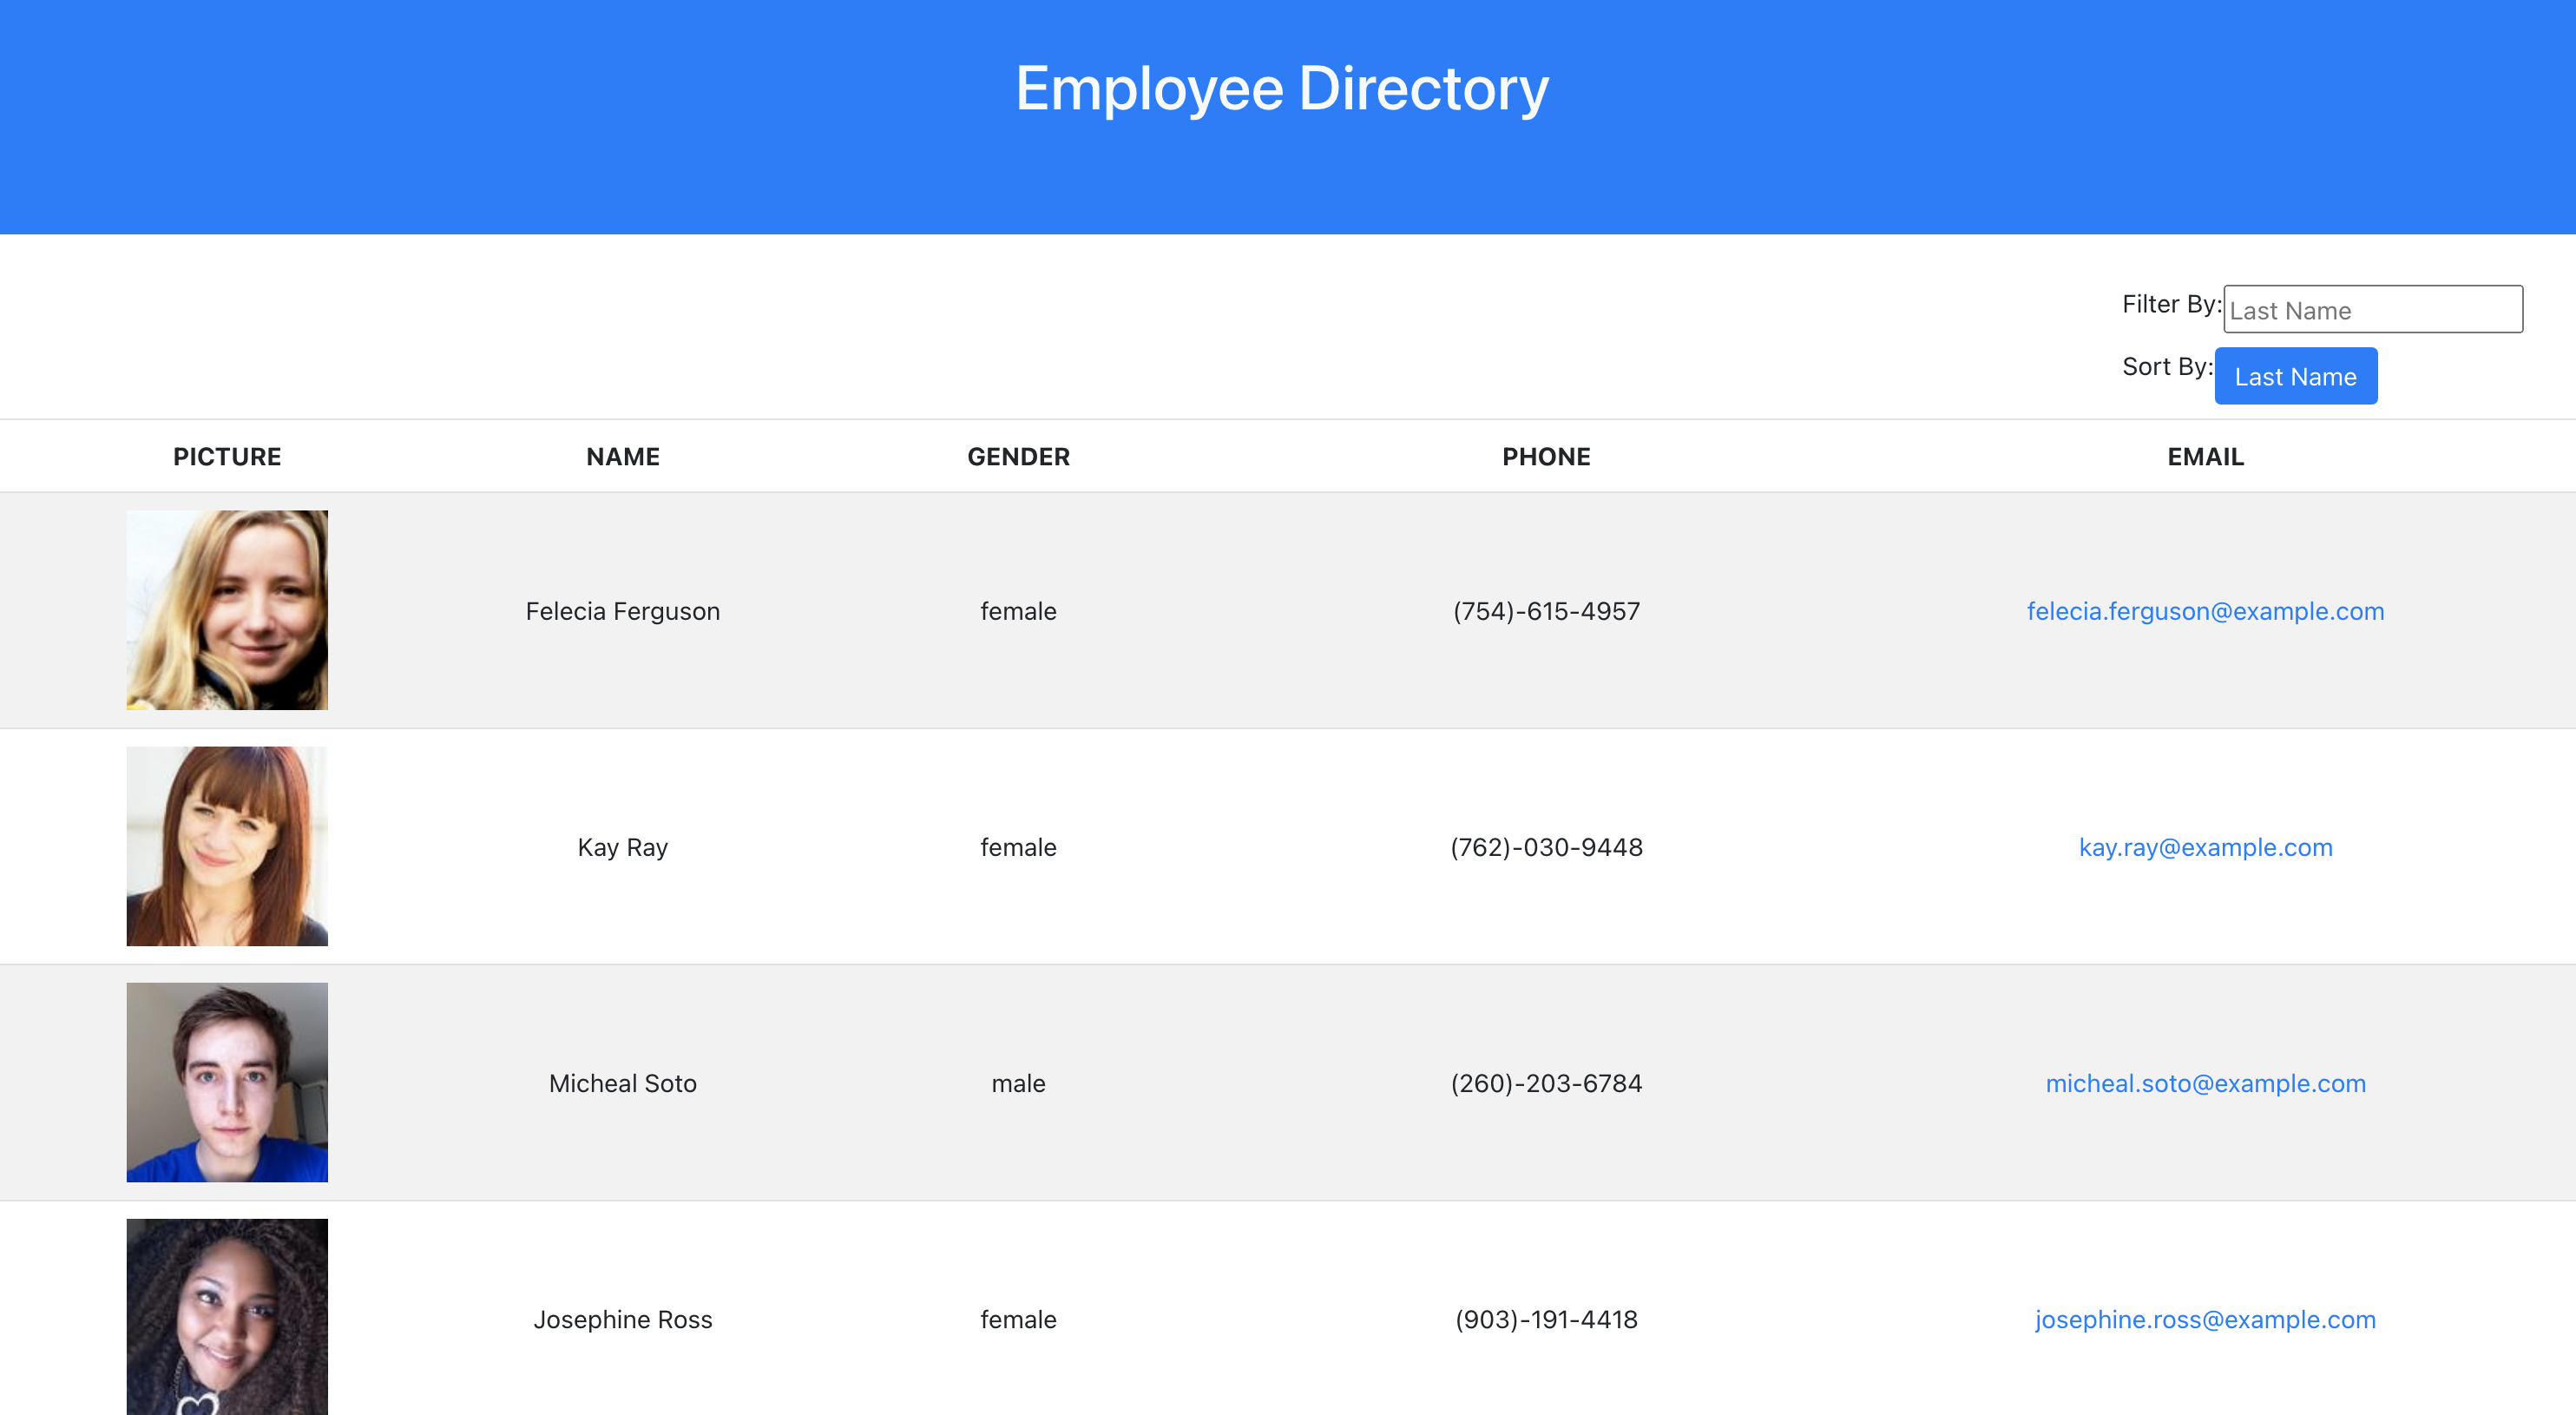 Employee Directory
Filter By: Last Name
Sort By: Last Name
PICTURE NAME GENDER PHONE EMAIL
Felecia Ferguson female (754)-615-4957 felecia.ferguson@example.com
Kay Ray female (762)-030-9448 kay.ray@example.com
Micheal Soto male (260)-203-6784 micheal.soto@example.com
Josephine Ross female (903)-191-4418 josephine.ross@example.com